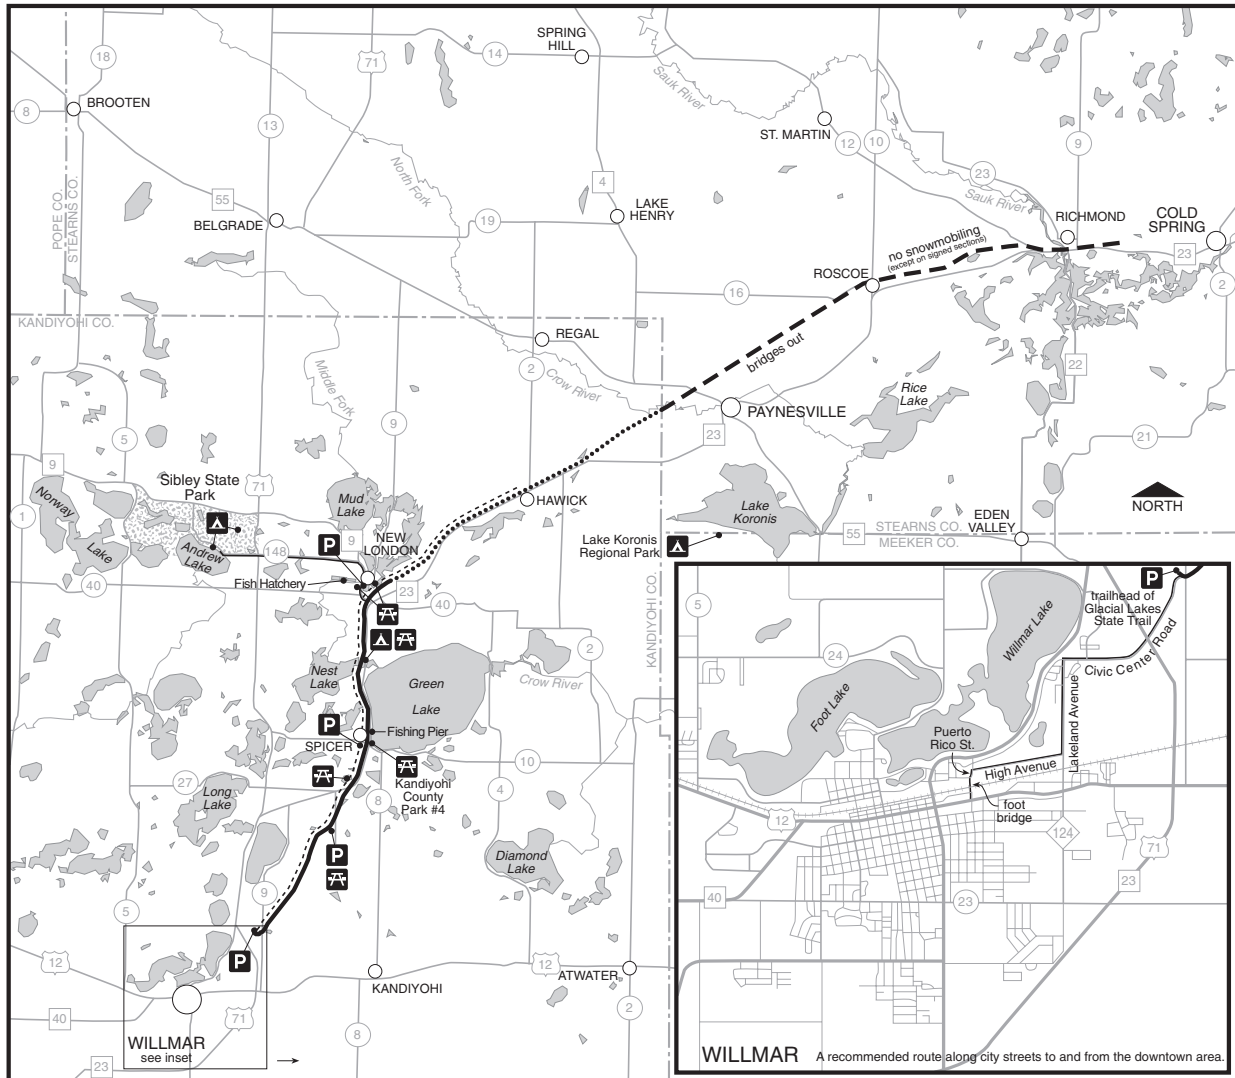 SPRING
HILL
14
71
18
BROOTEN
8
13
Sauk River
ST. MARTIN
12
10
9
23
Sauk River
North Fork
55
4
LAKE
HENRY
19
BELGRADE
POPE CO.
STEARNS CO.
RICHMOND
COLD
SPRING
no snowmobiling
(except on signed sections)
23
ROSCOE
16
2
KANDIYOHI CO.
REGAL
bridges out
2
Middle Fork
Crow River
22
Rice
Lake
9
PAYNESVILLE
5
23
21
9
Sibley State
Park
71
Norway
Lake
Mud
Lake
HAWICK
NORTH
1
Lake
Koronis
EDEN
VALLEY
STEARNS CO.
MEEKER CO.
55
P
9
NEW
LONDON
Andrew
Lake
148
Lake Koronis
Regional Park
40
Fish Hatchery
23
40
KANDIYOHI CO.
2
Nest
Lake
Green
Lake
Crow River
P
Fishing Pier
SPICER
10
27
Kandiyohi
County
Park #4
8
4
Long
Lake
P
Diamond
Lake
9
5
P
12
12
ATWATER
KANDIYOHI
40
71
2
8
WILLMAR
see inset
23
P
trailhead of
Glacial Lakes
State Trail
5
Willmar Lake
24
Civic Center Road
Foot Lake
Lakeland Avenue
Puerto
Rico St.
High Avenue
foot
bridge
12
124
71
23
40
23
WILLMAR
A recommended route along city streets to and from the downtown area.